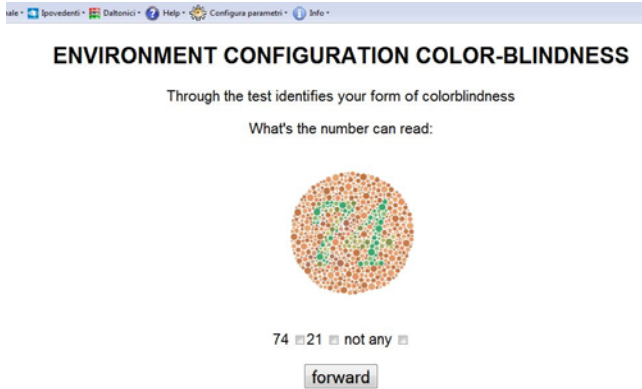 nale Ipovedenti Daltonici Help Configura parametri Info
ENVIRONMENT CONFIGURATION COLOR-BLINDNESS
Through the test identifies your form of colorblindness
What's the number can read:
74
74 21 not any
forward